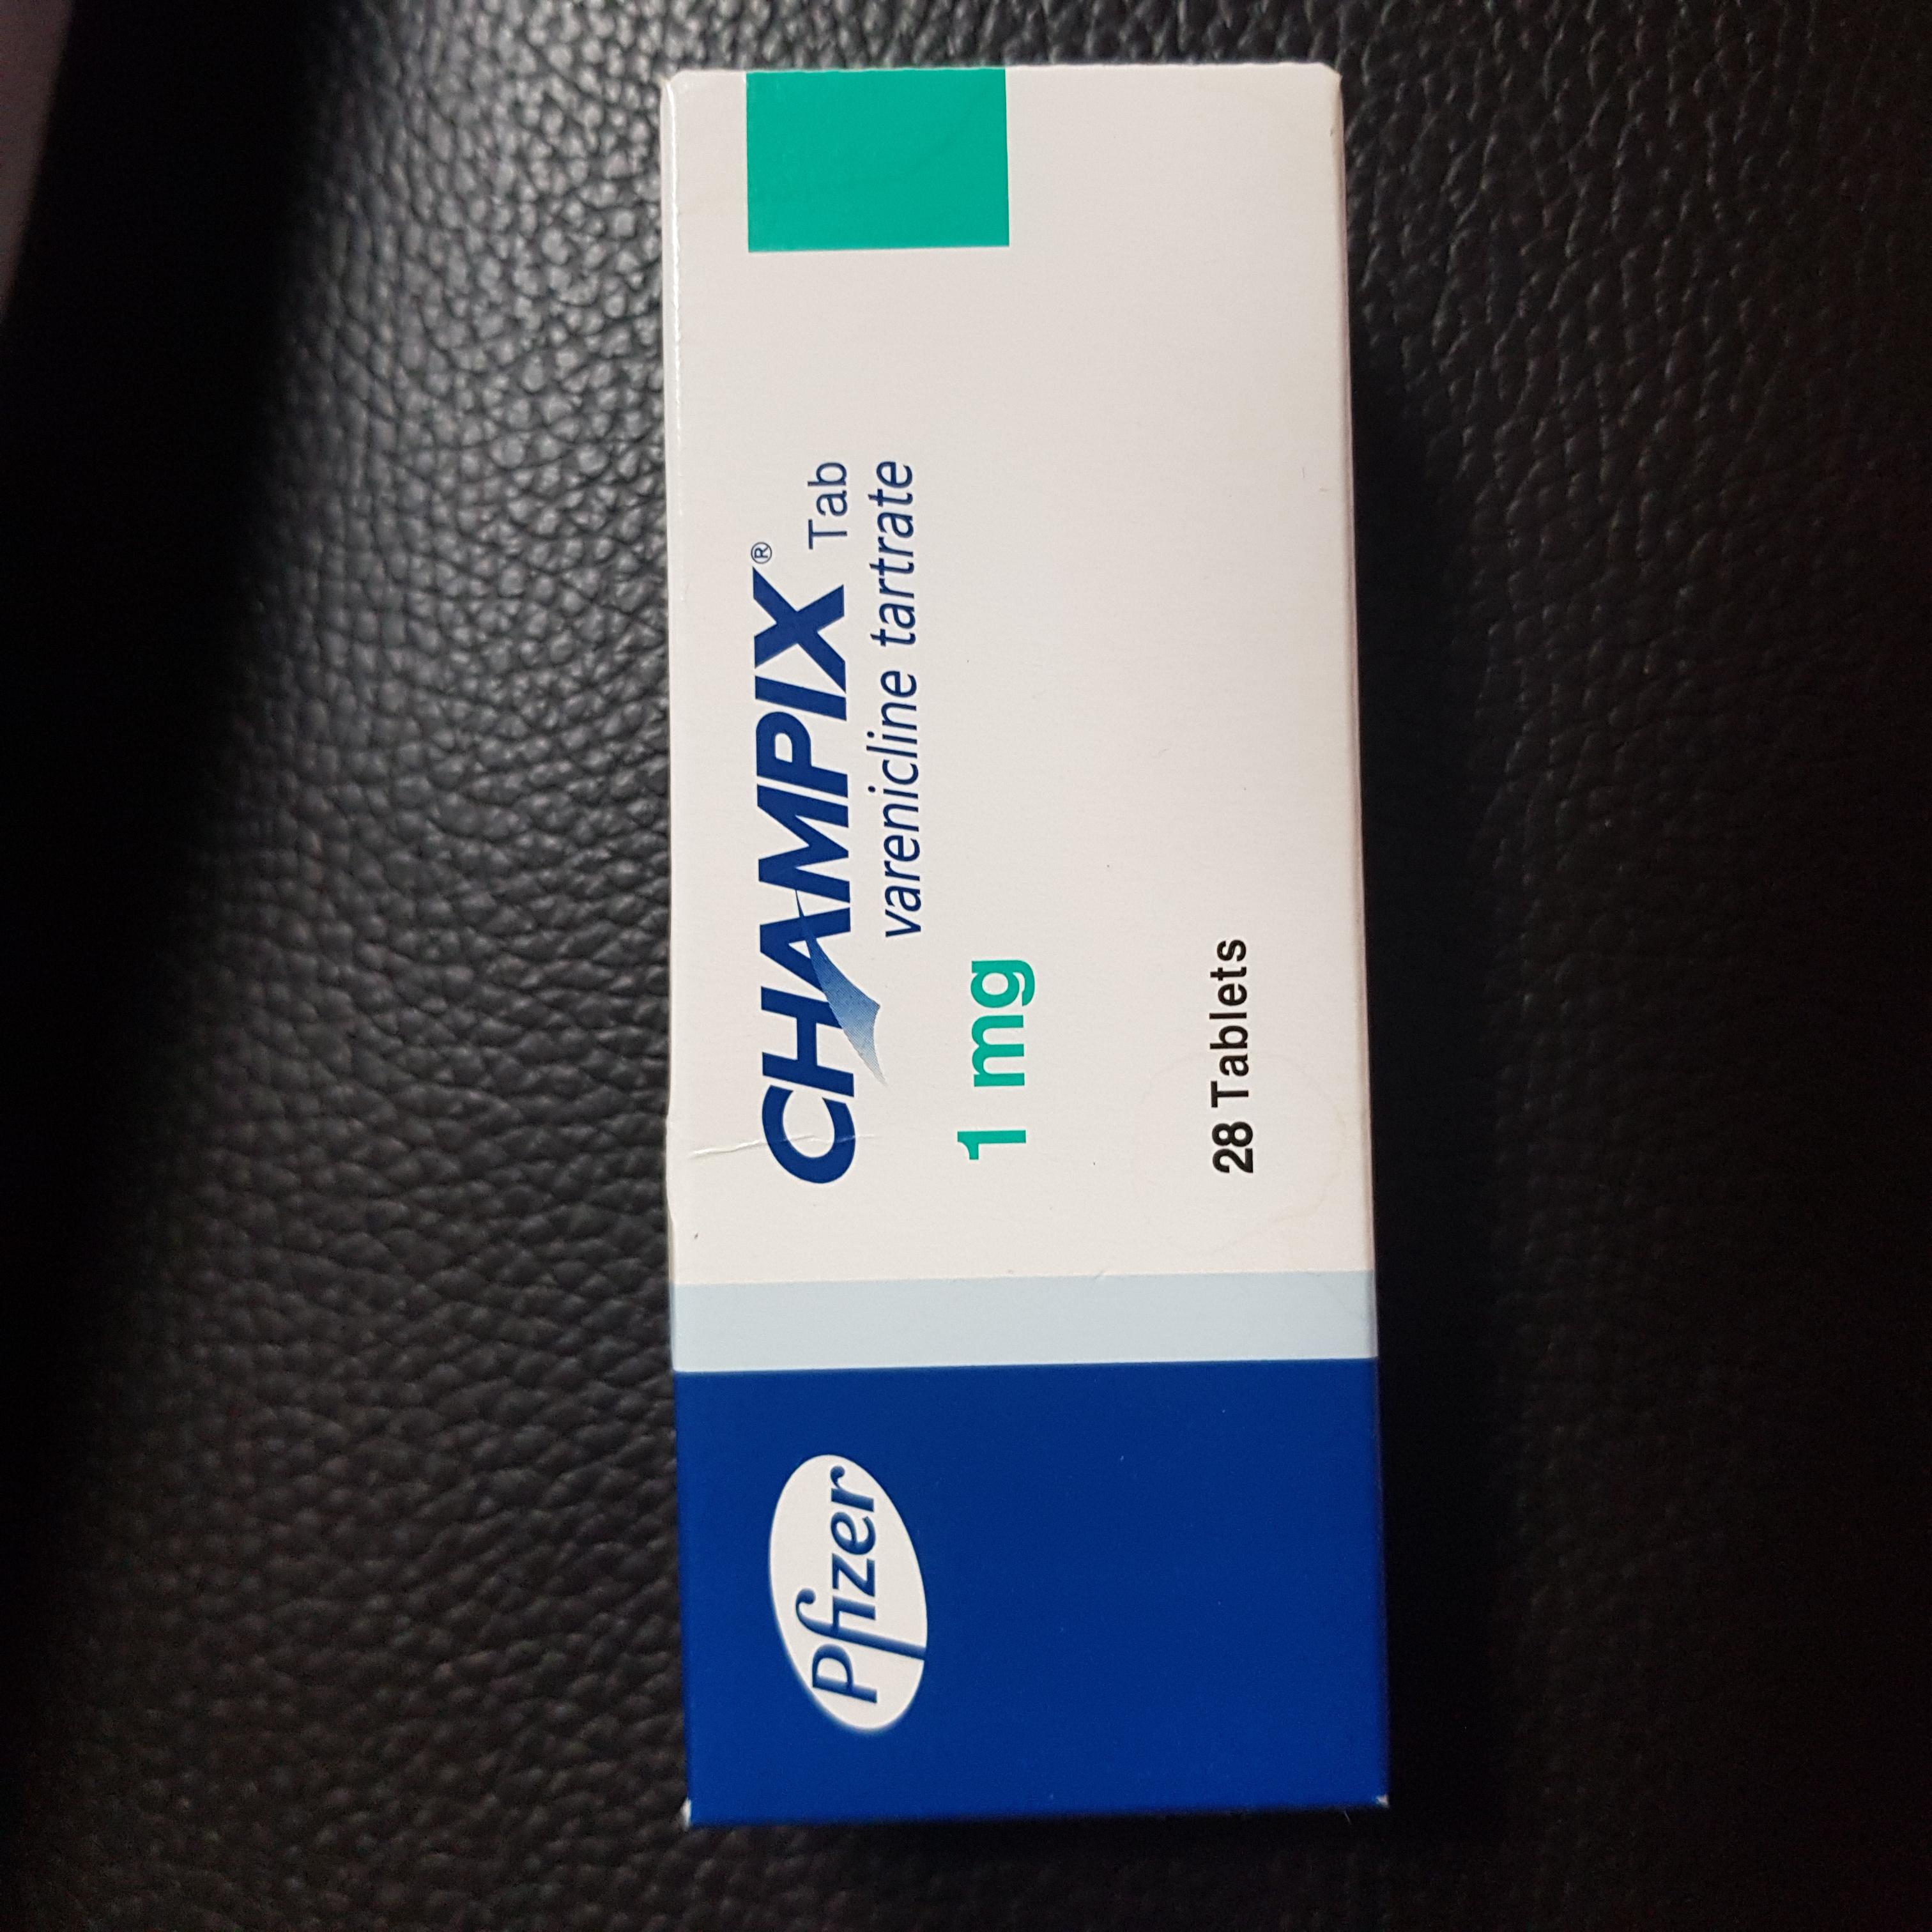 CHAMPIX® Tab
varenicline tartrate
1 mg
28 Tablets
Pfizer